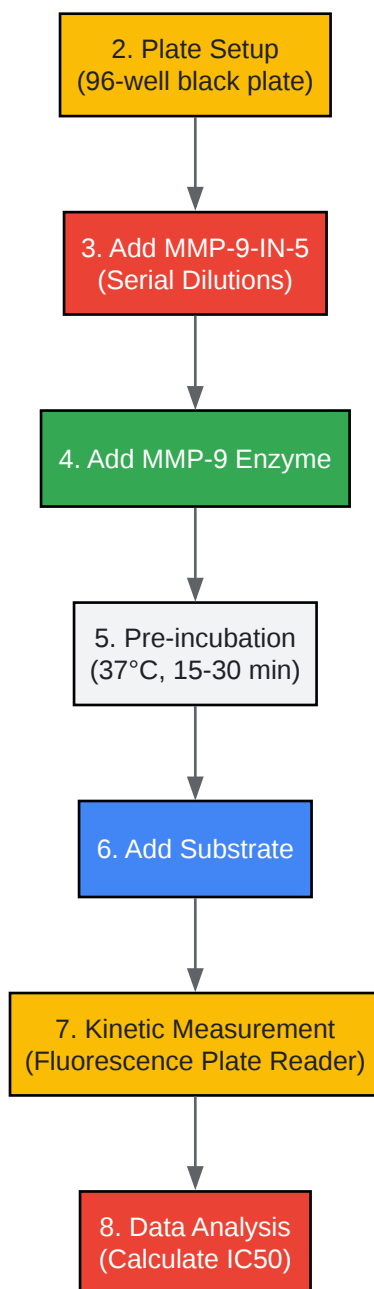 2. Plate Setup
(96-well black plate)
3. Add MMP-9-IN-5
(Serial Dilutions)
4. Add MMP-9 Enzyme
5. Pre-incubation
(37°C, 15-30 min)
6. Add Substrate
7. Kinetic Measurement
(Fluorescence Plate Reader)
8. Data Analysis
(Calculate IC50)